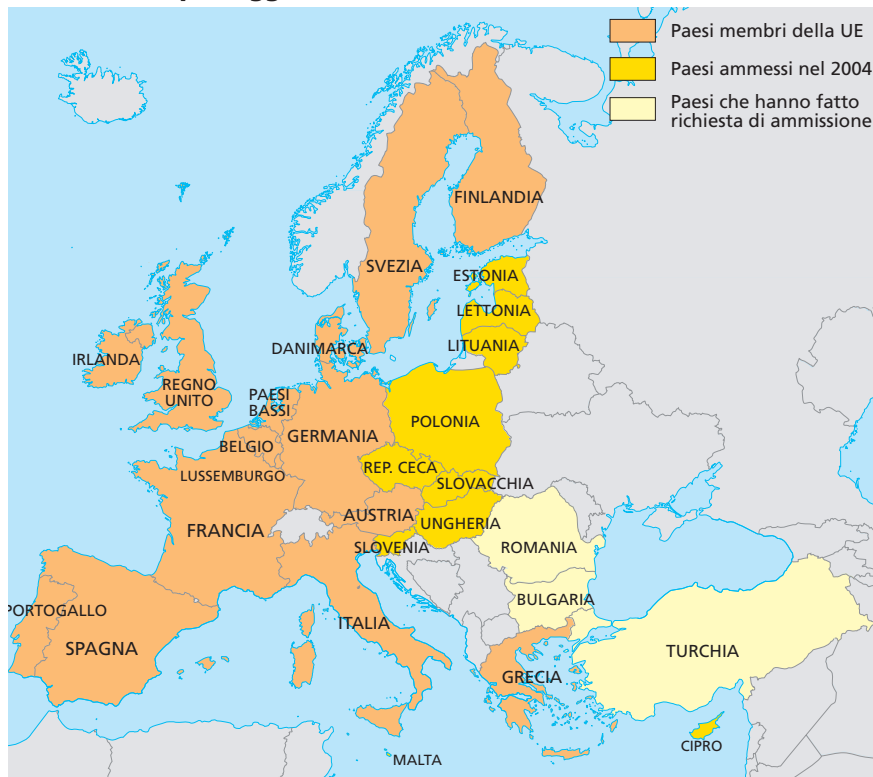 Paesi membri della UE
Paesi ammessi nel 2004
Paesi che hanno fatto
richiesta di ammissione
FINLANDIA
SVEZIA
ESTONIA
LETTONIA
LITUANIA
DANIMARCA
IRLANDA
REGNO
UNITO
PAESI
BASSI
POLONIA
GERMANIA
BELGIO
REP. CECA
LUSSEMBURGO
SLOVACCHIA
AUSTRIA
UNGHERIA
FRANCIA
SLOVENIA
ROMANIA
BULGARIA
PORTOGALLO
ITALIA
SPAGNA
TURCHIA
GRECIA
CIPRO
MALTA